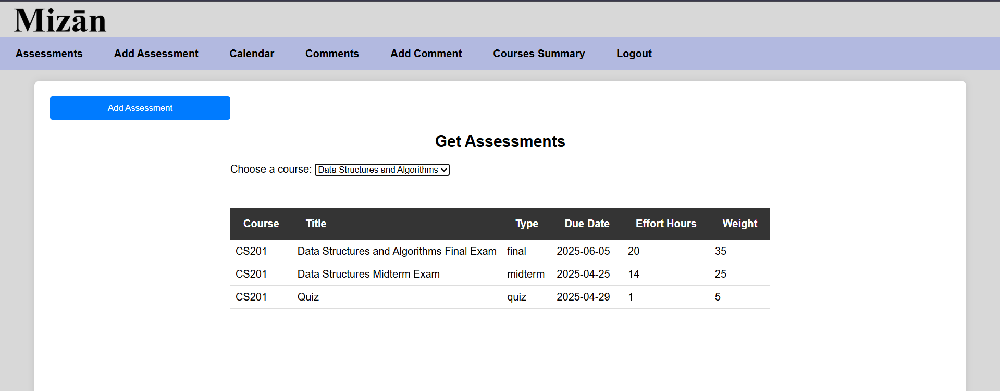 Mizān
Assessments Add Assessment Calendar Comments Add Comment Courses Summary Logout
Add Assessment
Get Assessments
Choose a course: Data Structures and Algorithms
Course Title Type Due Date Effort Hours Weight
CS201 Data Structures and Algorithms Final Exam final 2025-06-05 20 35
CS201 Data Structures Midterm Exam midterm 2025-04-25 14 25
CS201 Quiz quiz 2025-04-29 1 5